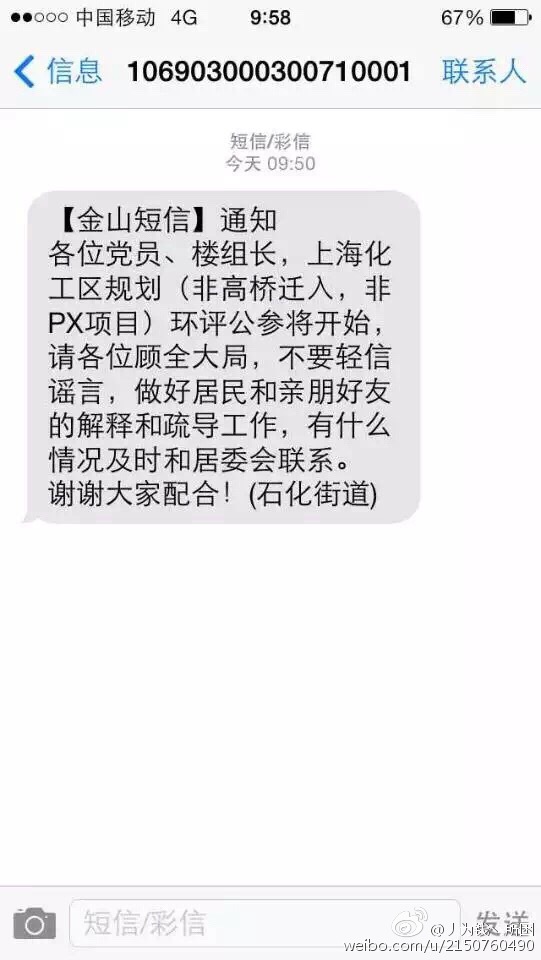 中国移动 4G 9:58 67%
信息 106903000300710001 联系人
短信/彩信
今天 09:50
【金山短信】通知
各位党员、楼组长，上海化
工区规划（非高桥迁入，非
PX项目）环评公参将开始，
请各位顾全大局，不要轻信
谣言，做好居民和亲朋好友
的解释和疏导工作，有什么
情况及时和居委会联系。
谢谢大家配合！(石化街道)
短信/彩信 发送
weibo.com/u/2150760490